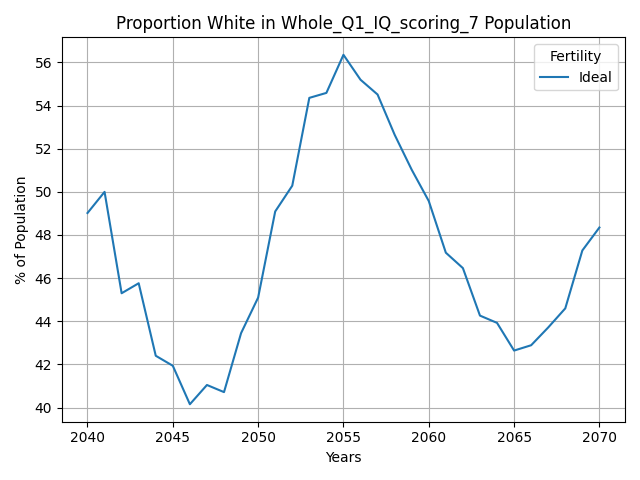 Proportion White in Whole_Q1_IQ_scoring_7 Population
Fertility
Ideal
% of Population
56
54
52
50
48
46
44
42
40
2040 2045 2050 2055 2060 2065 2070
Years